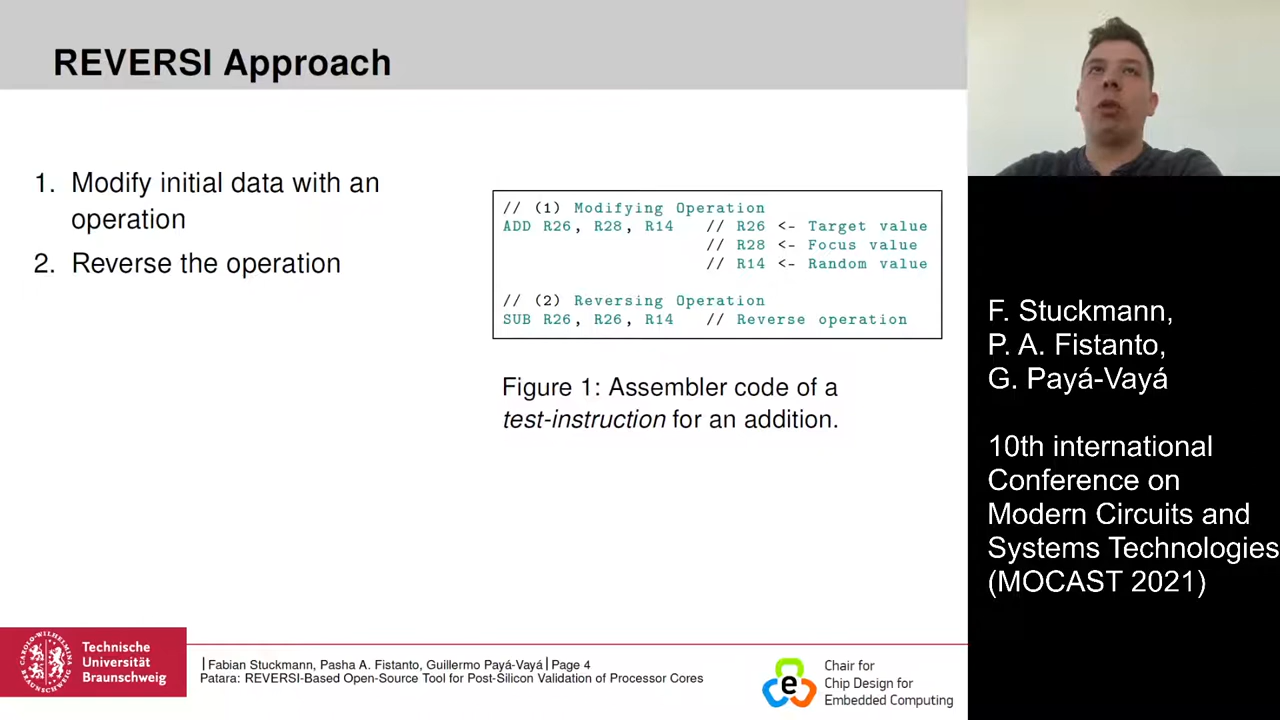 REVERSI Approach
1. Modify initial data with an
operation
2. Reverse the operation
// (1) Modifying Operation
ADD R26, R28, R14 // R26 <- Target value
// R28 <- Focus value
// R14 <- Random value
// (2) Reversing Operation
SUB R26, R26, R14 // Reverse operation
Figure 1: Assembler code of a
test-instruction for an addition.
F. Stuckmann,
P. A. Fistanto,
G. Payá-Vayá
10th international
Conference on
Modern Circuits and
Systems Technologies
(MOCAST 2021)
CAROLO-WILHELMINA
BRAUNSCHWEIG
Technische
Universität
Braunschweig
| Fabian Stuckmann, Pasha A. Fistanto, Guillermo Payá-Vayá | Page 4
Patara: REVERSI-Based Open-Source Tool for Post-Silicon Validation of Processor Cores
e
Chair for
Chip Design for
Embedded Computing